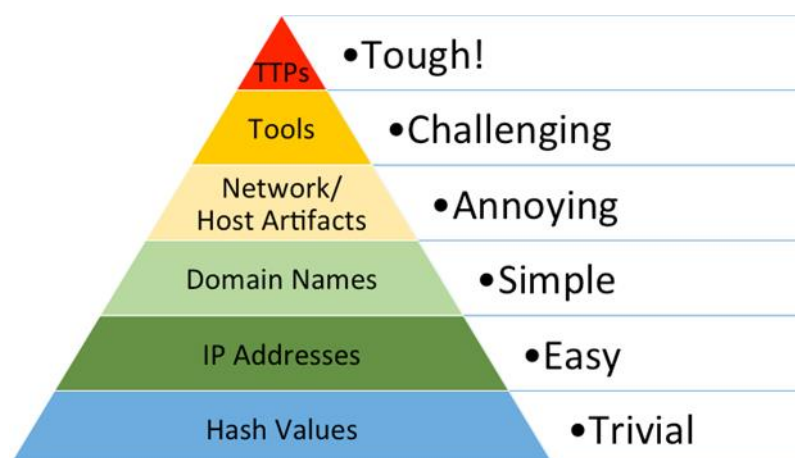 TTPs •Tough!
Tools •Challenging
Network/
Host Artifacts •Annoying
Domain Names •Simple
IP Addresses •Easy
Hash Values •Trivial